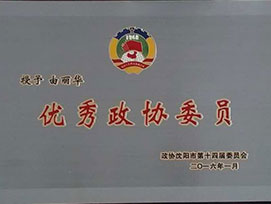 1948
授予 由丽华
优秀政协委员
政协沈阳市第十四届委员会
二〇一六年一月